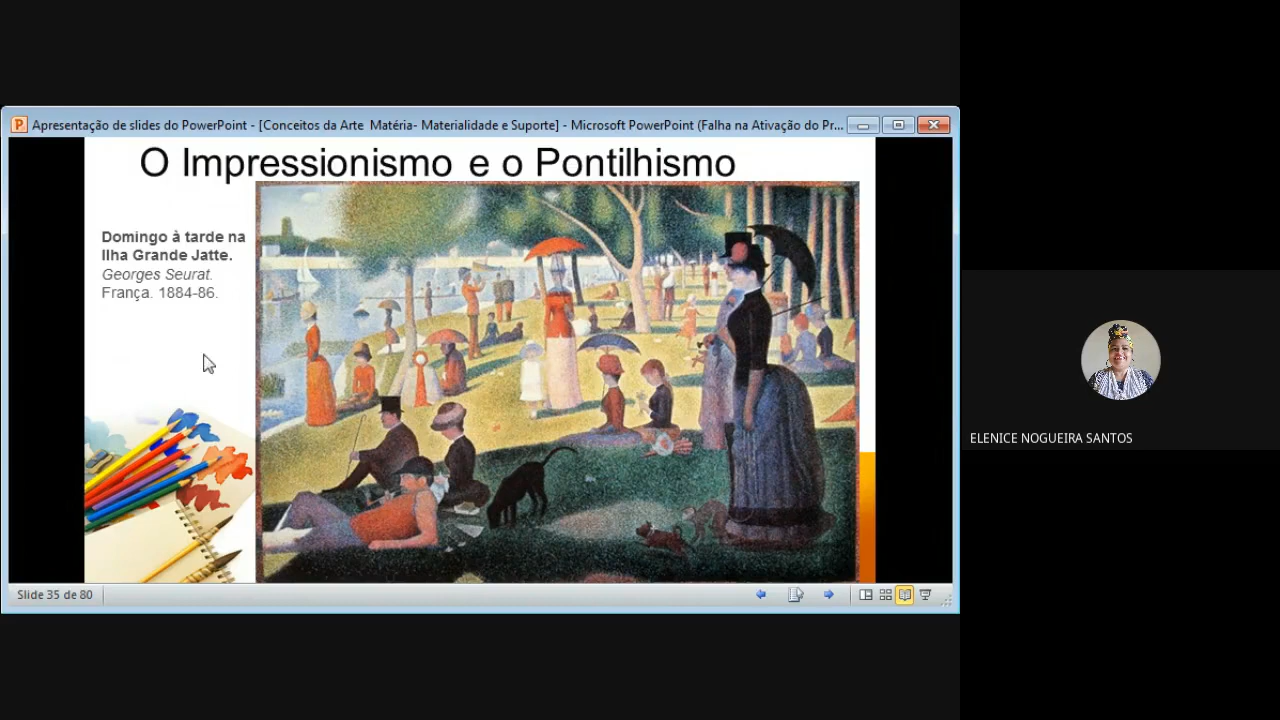 Apresentação de slides do PowerPoint - [Conceitos da Arte Matéria- Materialidade e Suporte] - Microsoft PowerPoint (Falha na Ativação do Pr...
O Impressionismo e o Pontilhismo
Domingo à tarde na
Ilha Grande Jatte.
Georges Seurat.
França. 1884-86.
ELENICE NOGUEIRA SANTOS
Slide 35 de 80